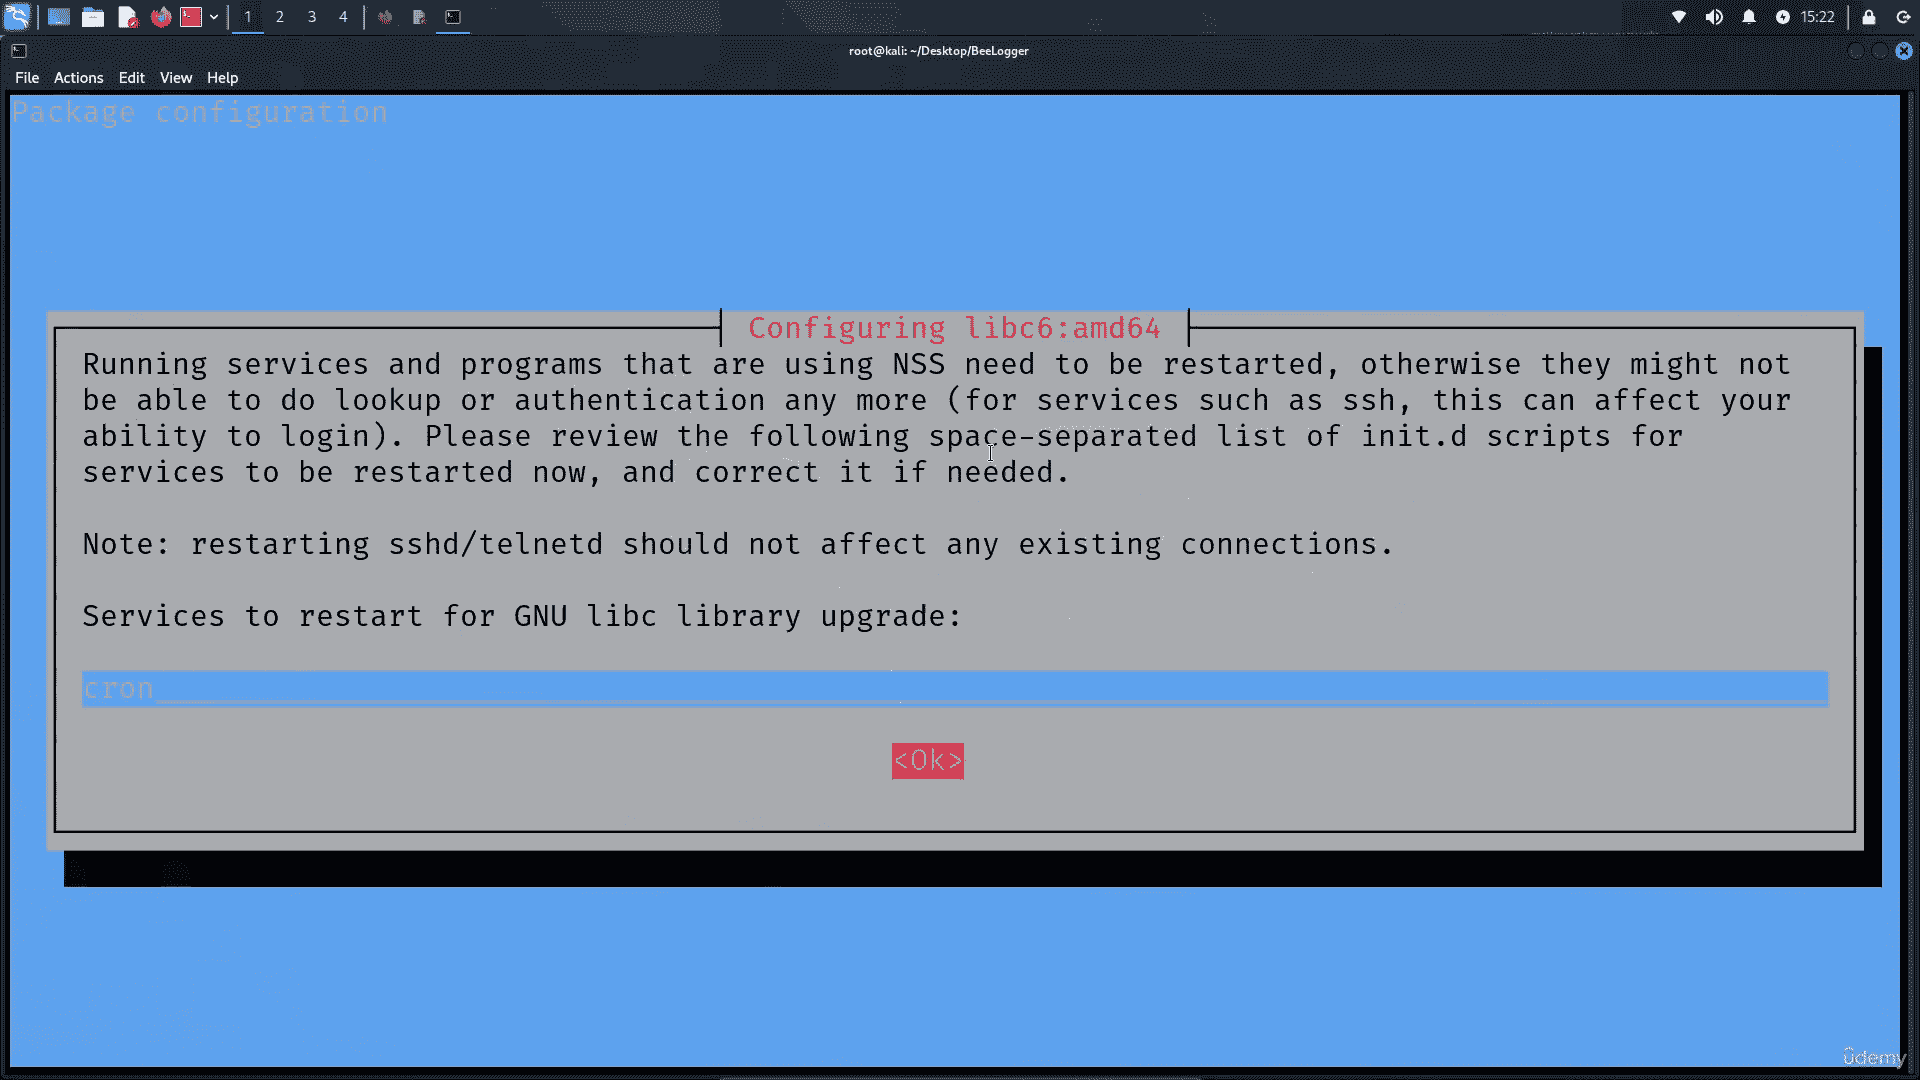 1 2 3 4 15:22
root@kali: ~/Desktop/BeeLogger
File Actions Edit View Help
Package configuration
Configuring libc6:amd64
Running services and programs that are using NSS need to be restarted, otherwise they might not
be able to do lookup or authentication any more (for services such as ssh, this can affect your
ability to login). Please review the following space-separated list of init.d scripts for
services to be restarted now, and correct it if needed.
Note: restarting sshd/telnetd should not affect any existing connections.
Services to restart for GNU libc library upgrade:
cron
<Ok>
ûdemy